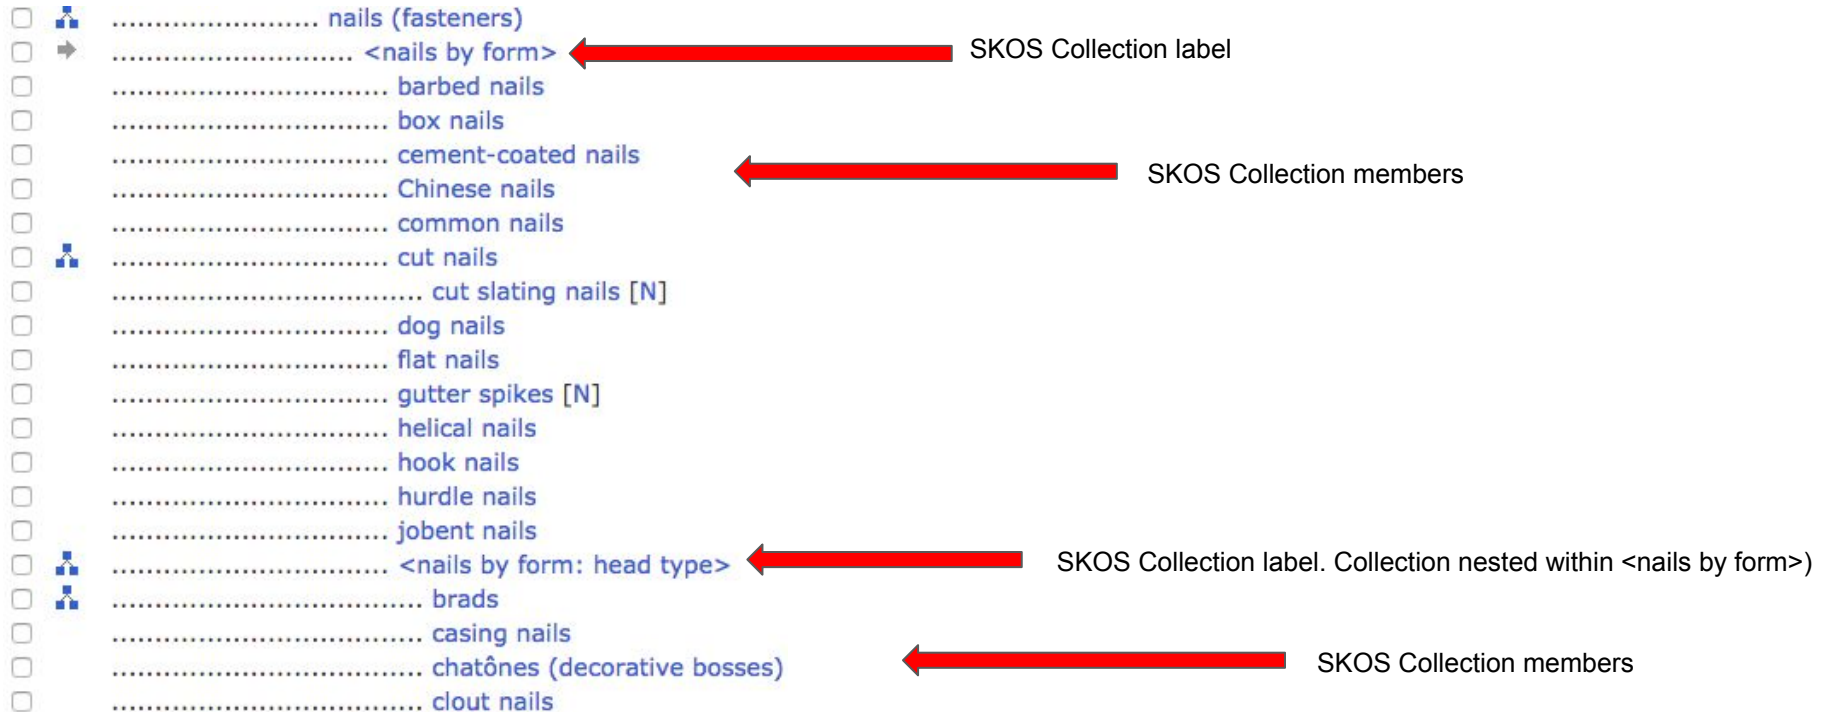 ............................ nails (fasteners)
................................ <nails by form> SKOS Collection label
.................................... barbed nails
.................................... box nails
.................................... cement-coated nails
SKOS Collection members
.................................... Chinese nails
.................................... common nails
.................................... cut nails
........................................ cut slating nails [N]
.................................... dog nails
.................................... flat nails
.................................... gutter spikes [N]
.................................... helical nails
.................................... hook nails
.................................... hurdle nails
.................................... jobent nails
.................................... <nails by form: head type> SKOS Collection label. Collection nested within <nails by form>)
........................................ brads
........................................ casing nails
........................................ chatônes (decorative bosses) SKOS Collection members
........................................ clout nails